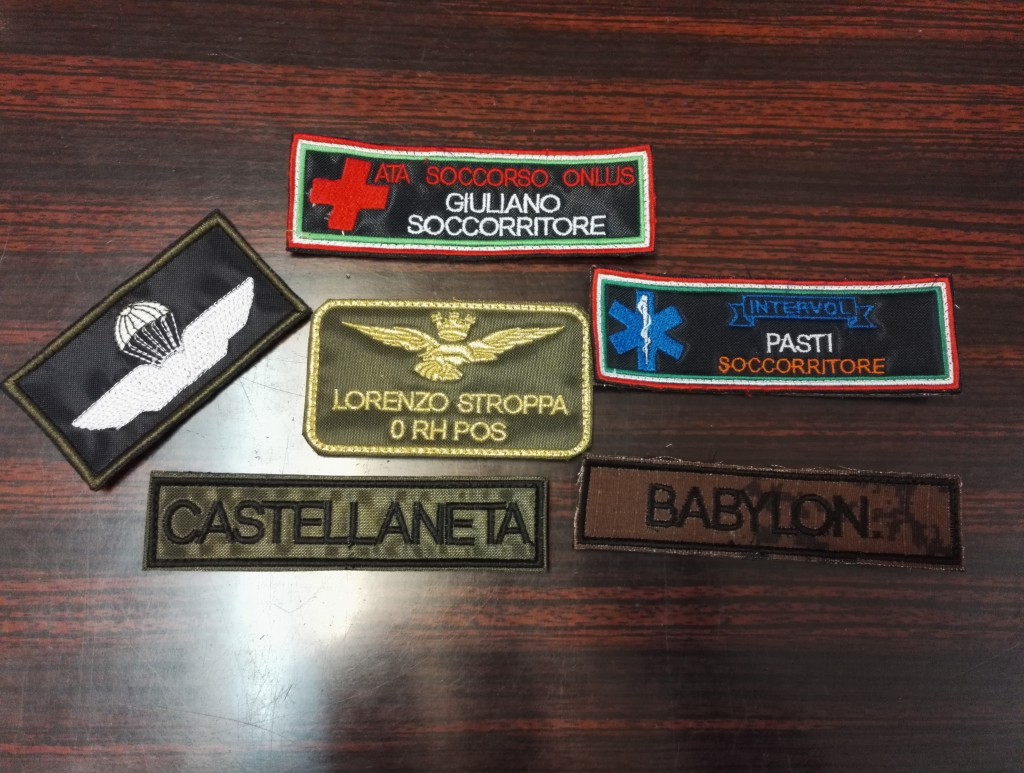 ATA SOCCORSO ONLUS
GIULIANO
SOCCORRITORE
INTERVOL
PASTI
SOCCORRITORE
LORENZO STROPPA
0 RH POS
CASTELLANETA
BABYLON